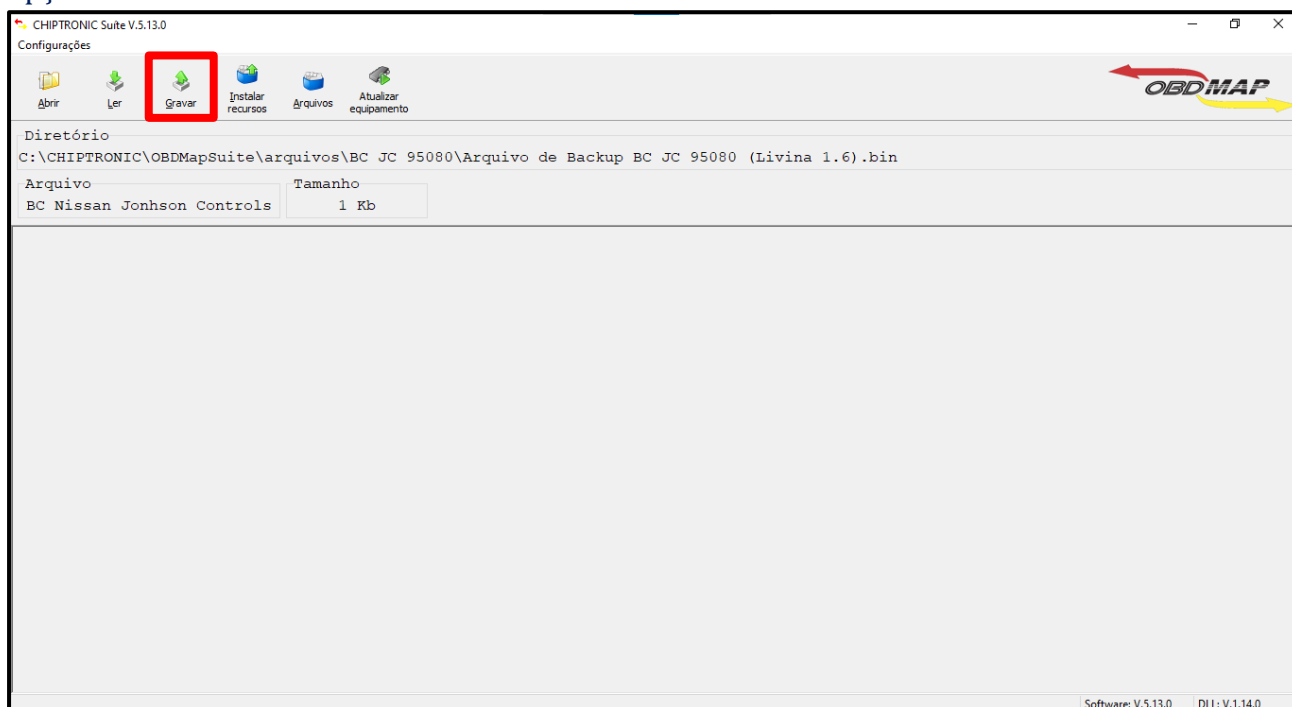 CHIPTRONIC Suíte V.5.13.0
Configurações
Abrir
Ler
Gravar
Instalar recursos
Arquivos
Atualizar equipamento
OBDMAP
Diretório
C:\CHIPTRONIC\OBDMapSuite\arquivos\BC JC 95080\Arquivo de Backup BC JC 95080 (Livina 1.6).bin
Arquivo
Tamanho
BC Nissan Jonhson Controls
1 Kb
Software: V.5.13.0
DLL: V.1.14.0